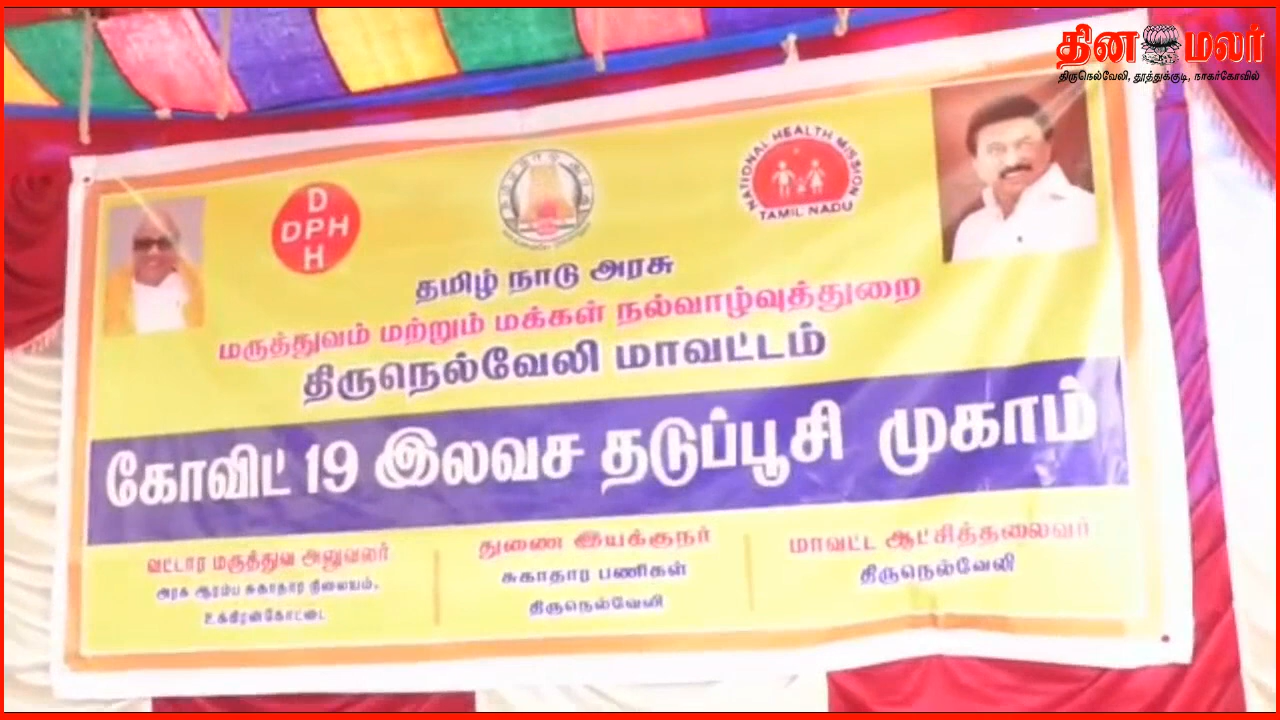 தின மலர்
திருநெல்வேலி, தூத்துக்குடி, நாகர்கோவில்
D
DPH
H
NATIONAL HEALTH MISSION
TAMIL NADU
தமிழ் நாடு அரசு
மருத்துவம் மற்றும் மக்கள் நல்வாழ்வுத்துறை
திருநெல்வேலி மாவட்டம்
கோவிட் 19 இலவச தடுப்பூசி முகாம்
வட்டார மருத்துவ அலுவலர்
அரசு ஆரம்ப சுகாதார நிலையம்.
உக்கிரன்கோட்டை
துணை இயக்குநர்
சுகாதார பணிகள்
திருநெல்வேலி
மாவட்ட ஆட்சித்தலைவர்
திருநெல்வேலி